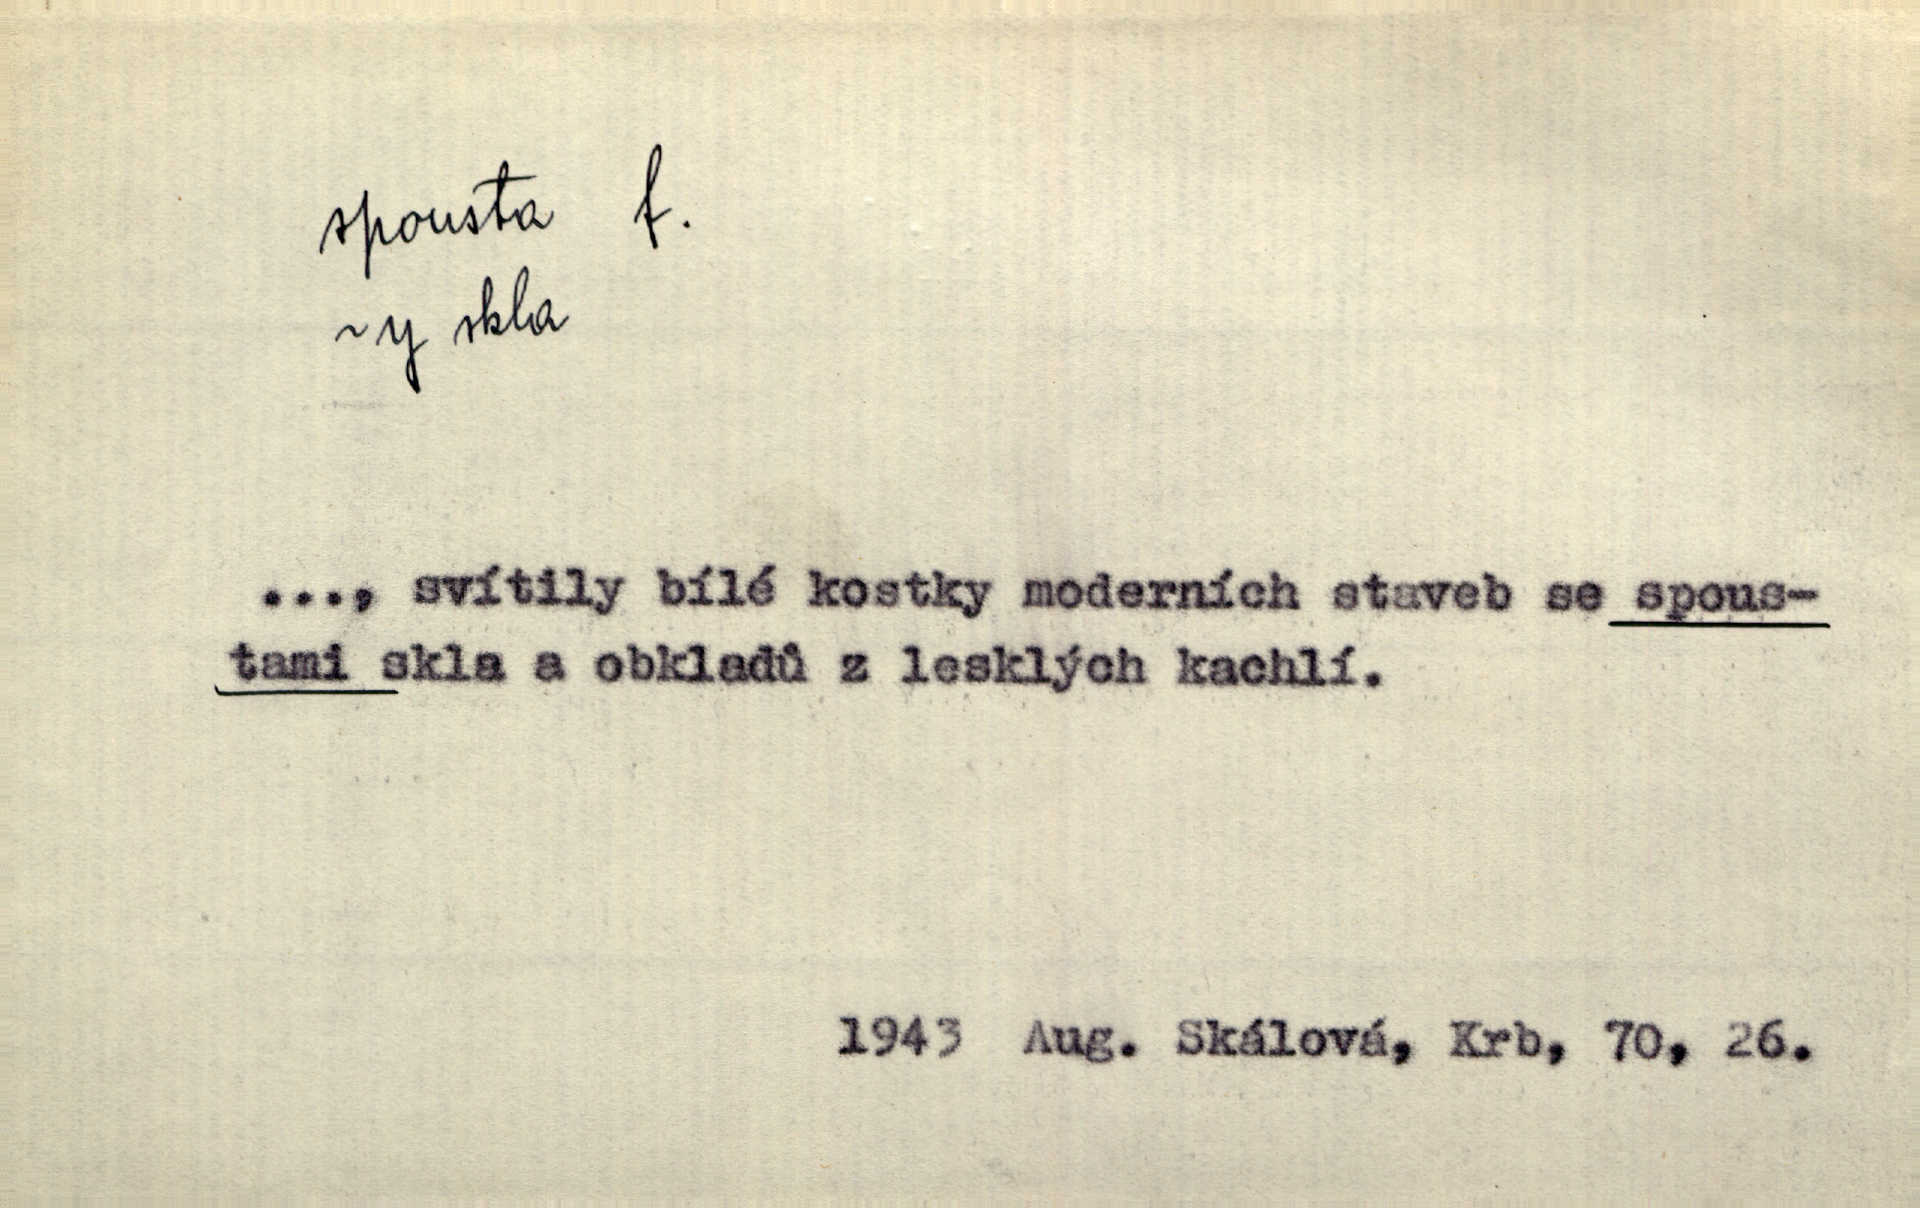 spousta f.
~y skla
..., svítily bílé kostky moderních staveb se spous-
tami skla a obkladů z lesklých kachlí.
1943 Aug. Skálová, Krb, 70, 26.